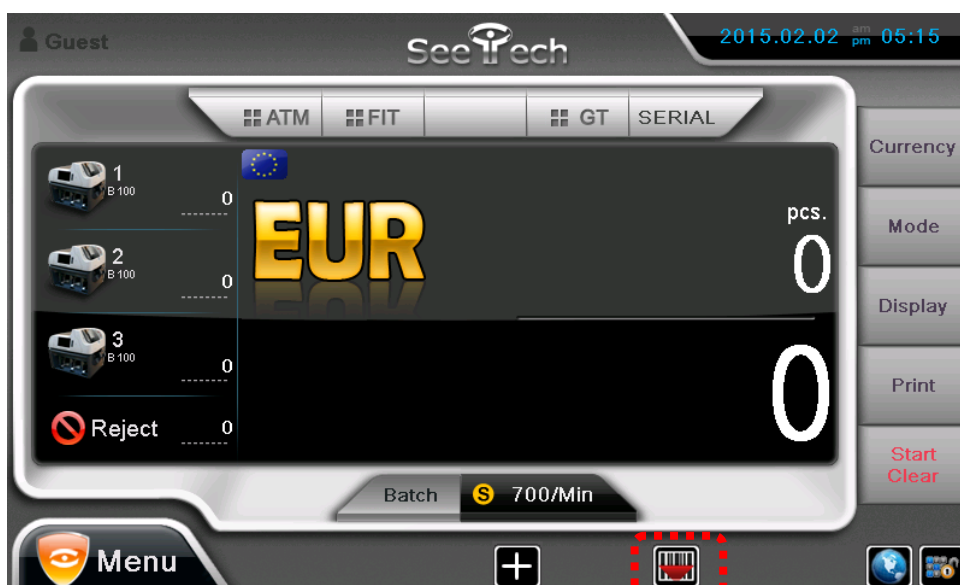 Guest
SeeTech
2015.02.02 am pm 05:15
ATM FIT GT SERIAL
Currency
Mode
Display
Print
Start
Clear
1
B 100
0
2
B 100
0
3
B 100
0
Reject 0
EUR
pcs.
0
0
Batch S 700/Min
Menu